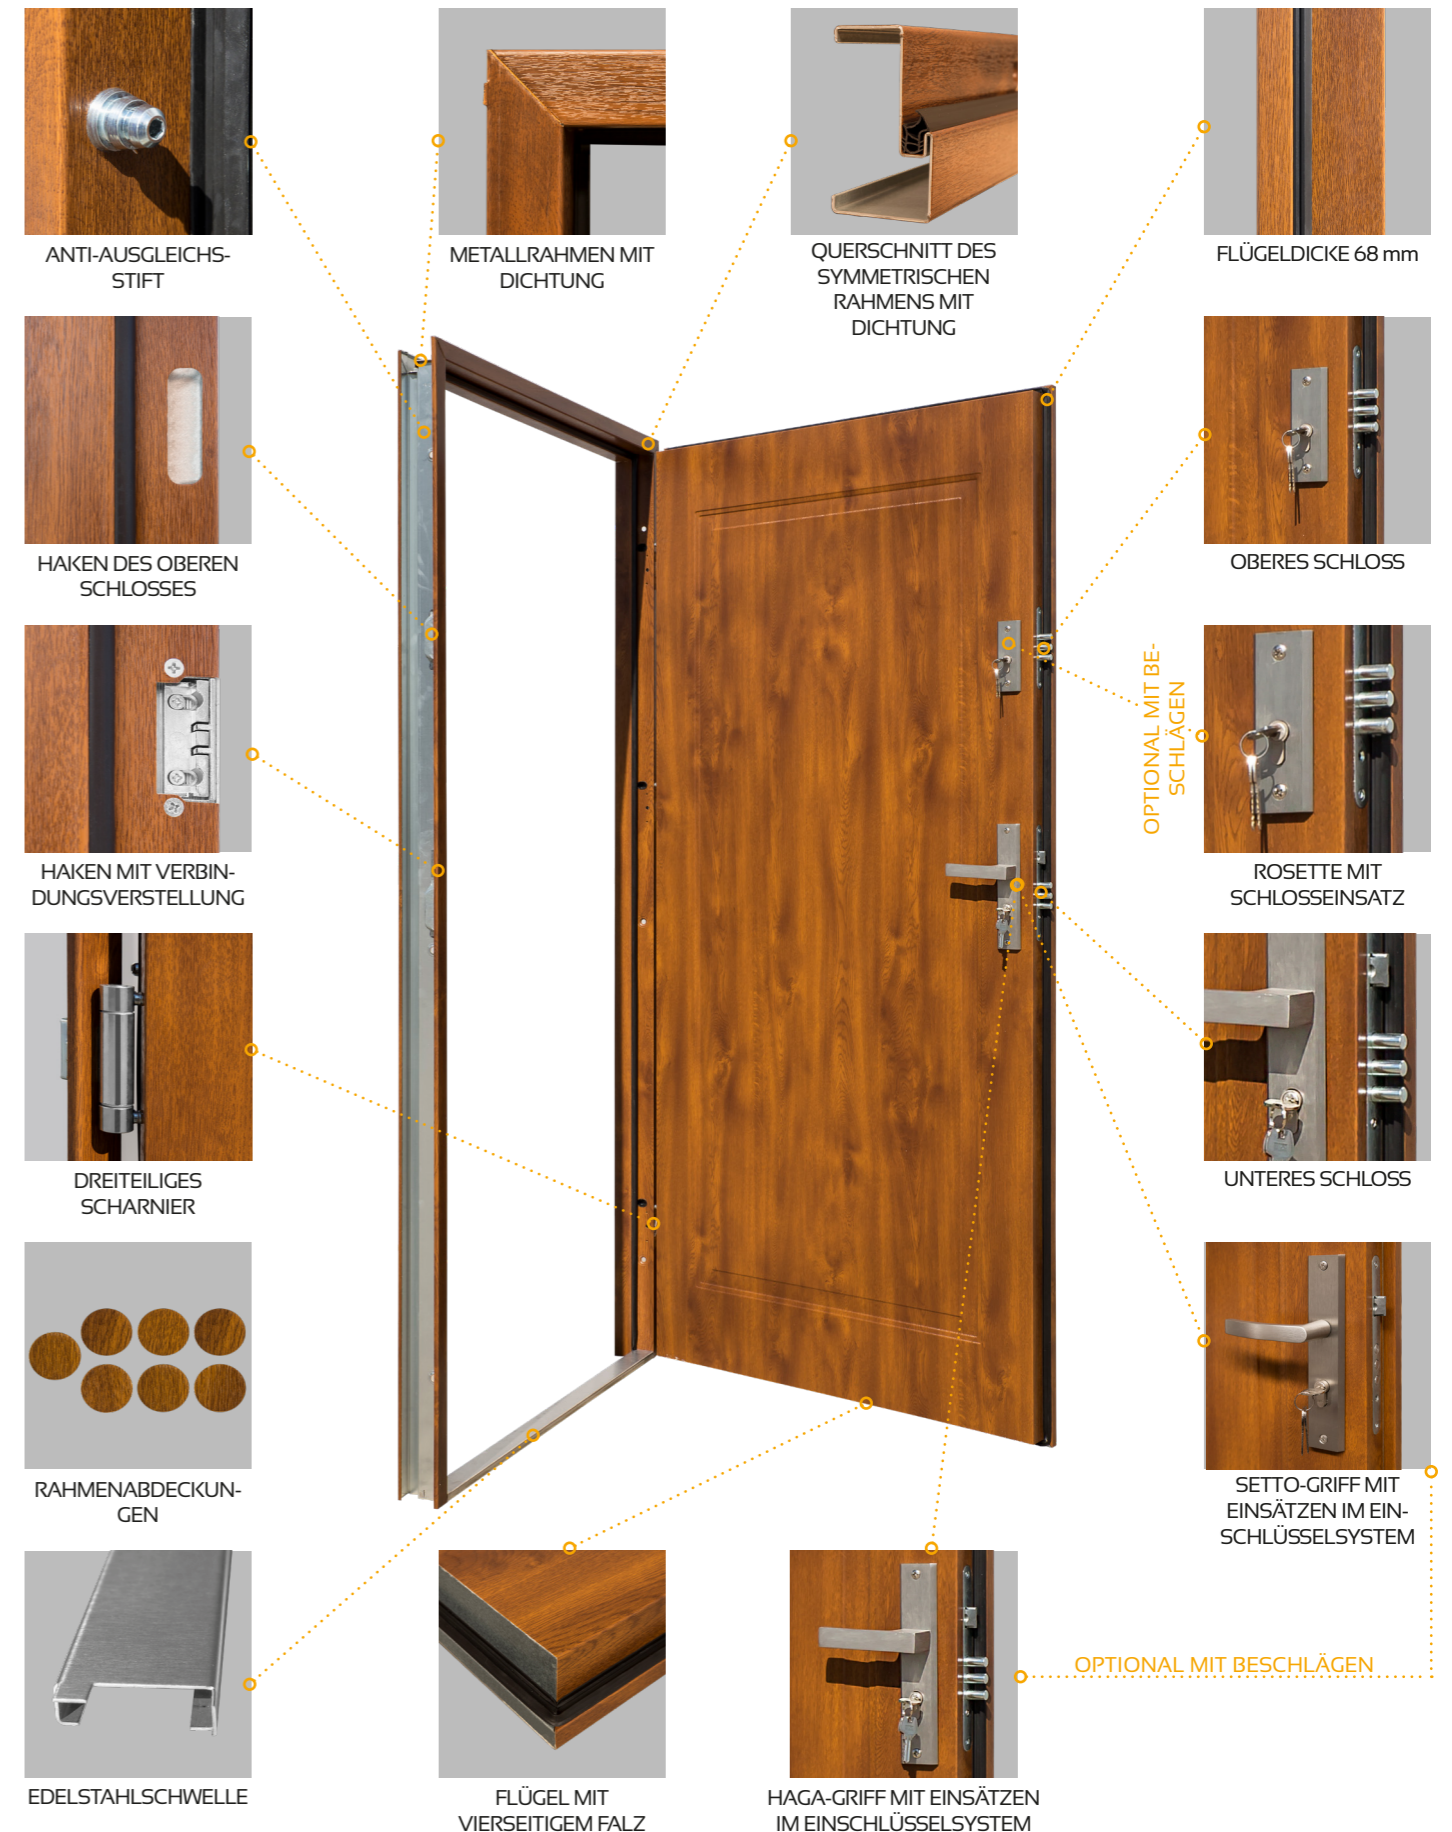 ANTI-AUSGLEICHS-
STIFT
METALLRAHMEN MIT
DICHTUNG
QUERSCHNITT DES
SYMMETRISCHEN
RAHMENS MIT
DICHTUNG
FLÜGELDICKE 68 mm
HAKEN DES OBEREN
SCHLOSSES
OBERES SCHLOSS
HAKEN MIT VERBIN-
DUNGSVERSTELLUNG
OPTIONAL MIT BE-
SCHLÄGEN
ROSETTE MIT
SCHLOSSEINSATZ
DREITEILIGES
SCHARNIER
UNTERES SCHLOSS
RAHMENABDECKUN-
GEN
SETTO-GRIFF MIT
EINSÄTZEN IM EIN-
SCHLÜSSELSYSTEM
EDELSTAHLSCHWELLE
FLÜGEL MIT
VIERSEITIGEM FALZ
HAGA-GRIFF MIT EINSÄTZEN
IM EINSCHLÜSSELSYSTEM
OPTIONAL MIT BESCHLÄGEN